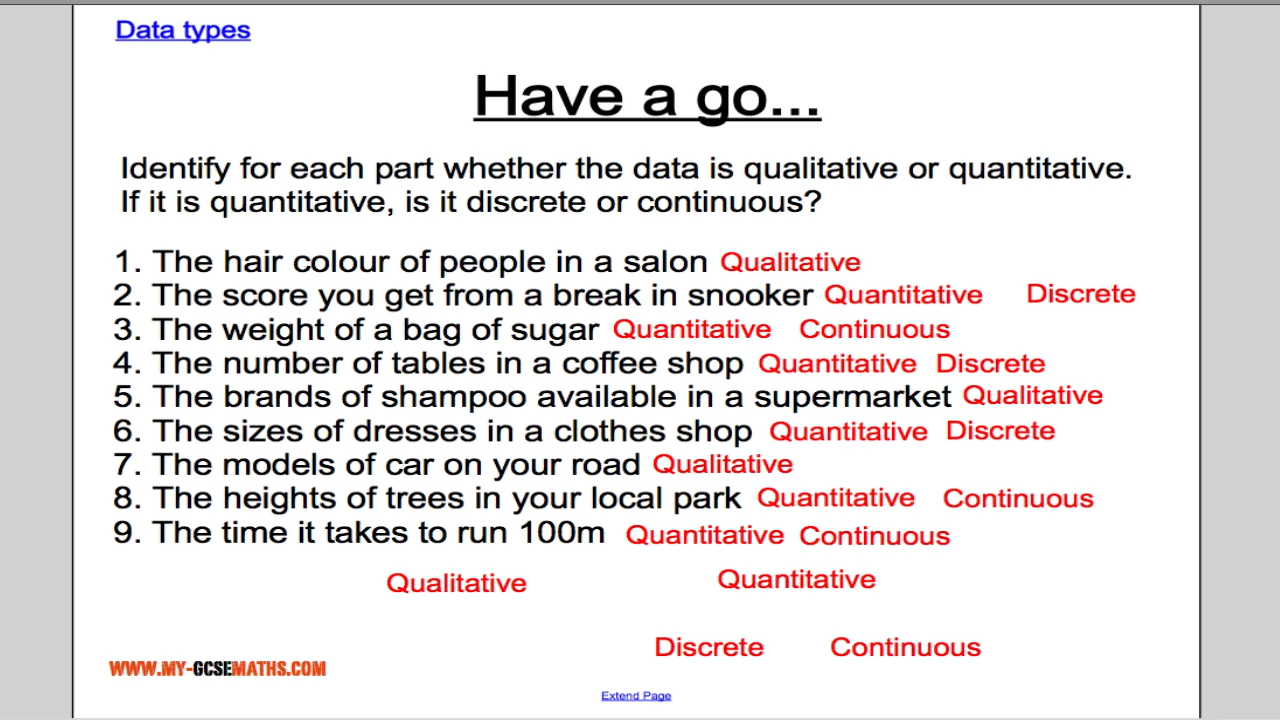 Data types
Have a go...
Identify for each part whether the data is qualitative or quantitative.
If it is quantitative, is it discrete or continuous?
1. The hair colour of people in a salon Qualitative
2. The score you get from a break in snooker Quantitative Discrete
3. The weight of a bag of sugar Quantitative Continuous
4. The number of tables in a coffee shop Quantitative Discrete
5. The brands of shampoo available in a supermarket Qualitative
6. The sizes of dresses in a clothes shop Quantitative Discrete
7. The models of car on your road Qualitative
8. The heights of trees in your local park Quantitative Continuous
9. The time it takes to run 100m Quantitative Continuous
Qualitative Quantitative
Discrete Continuous
WWW.MY-GCSEMATHS.COM
Extend Page